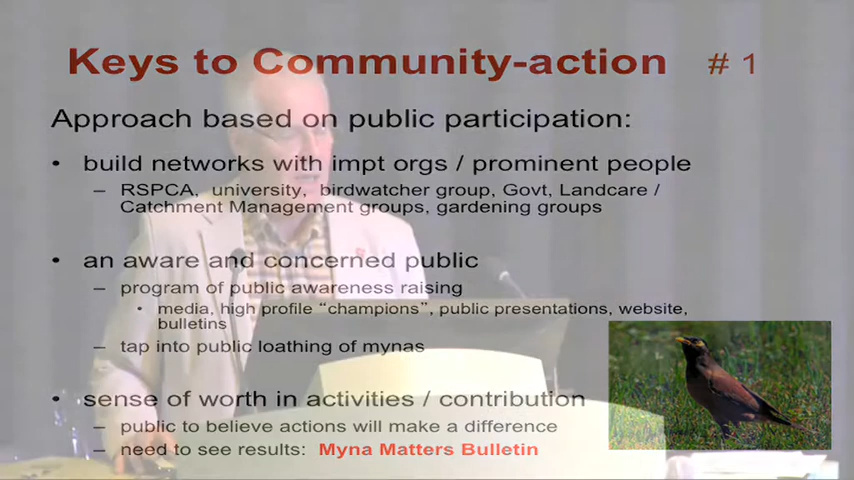 Keys to Community-action # 1
Approach based on public participation:
• build networks with impt orgs / prominent people
– RSPCA, university, birdwatcher group, Govt, Landcare /
Catchment Management groups, gardening groups
• an aware and concerned public
– program of public awareness raising
• media, high profile “champions”, public presentations, website,
bulletins
– tap into public loathing of mynas
• sense of worth in activities / contribution
– public to believe actions will make a difference
– need to see results: Myna Matters Bulletin